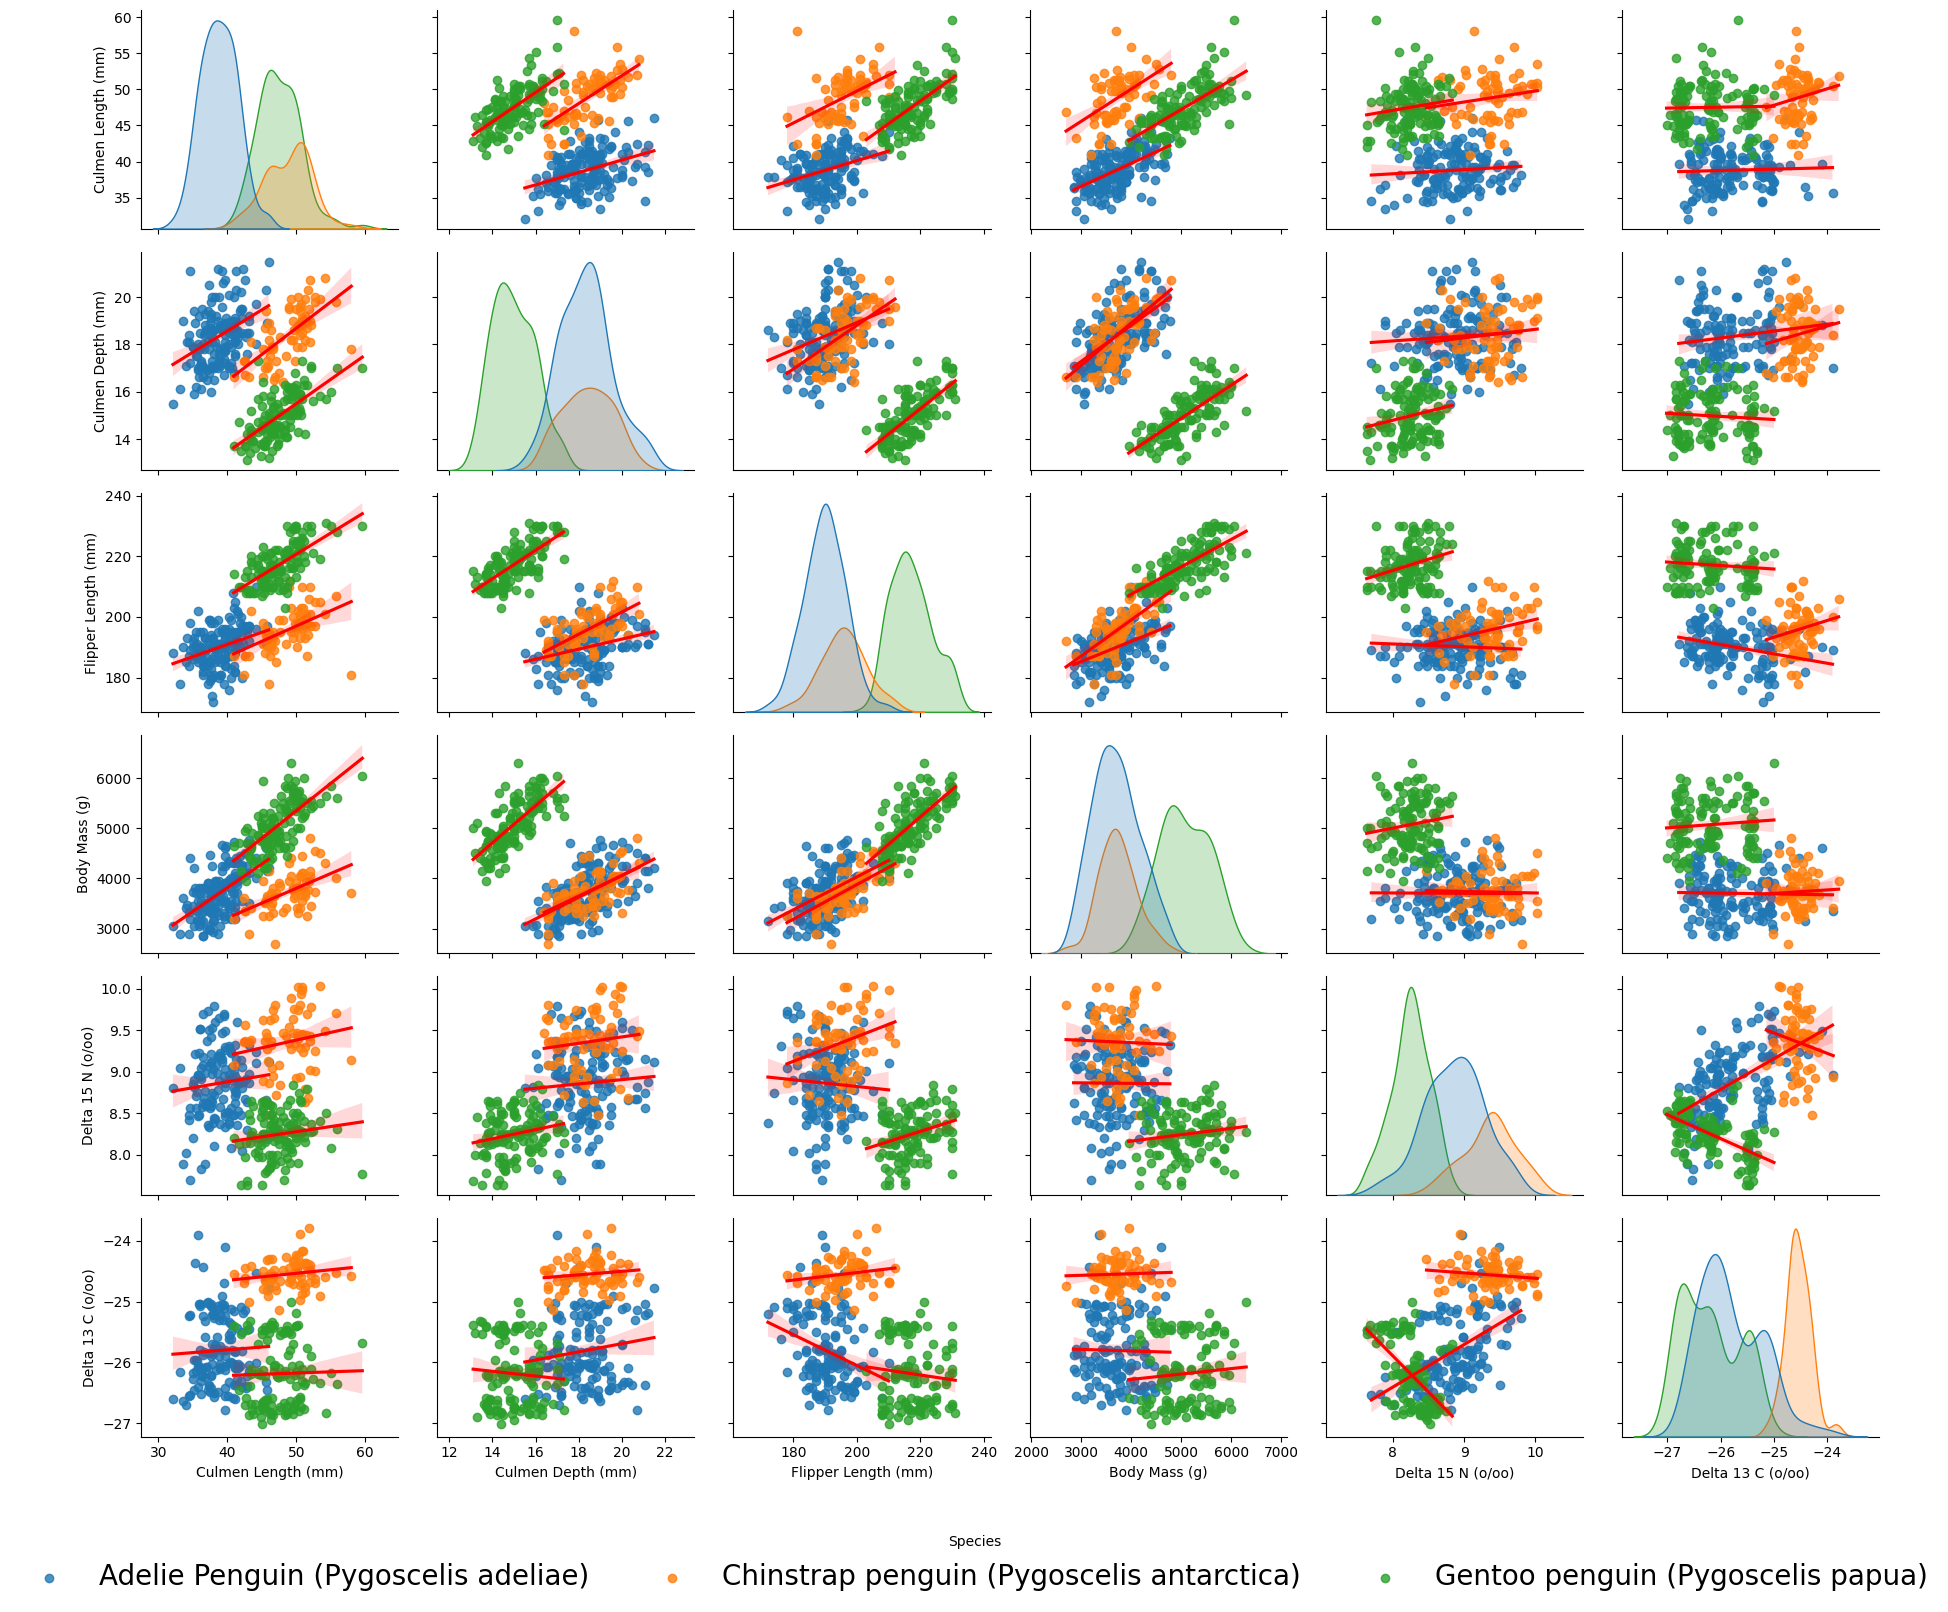 60
55
50
45
40
35
Culmen Length (mm)
20
18
16
14
Culmen Depth (mm)
240
220
200
180
Flipper Length (mm)
6000
5000
4000
3000
Body Mass (g)
10.0
9.5
9.0
8.5
8.0
Delta 15 N (o/oo)
−24
−25
−26
−27
Delta 13 C (o/oo)
30 40 50 60
12 14 16 18 20 22
180 200 220 240
2000 3000 4000 5000 6000 7000
8 9 10
−27 −26 −25 −24
Culmen Length (mm)
Culmen Depth (mm)
Flipper Length (mm)
Body Mass (g)
Delta 15 N (o/oo)
Delta 13 C (o/oo)
Species
Adelie Penguin (Pygoscelis adeliae)
Chinstrap penguin (Pygoscelis antarctica)
Gentoo penguin (Pygoscelis papua)